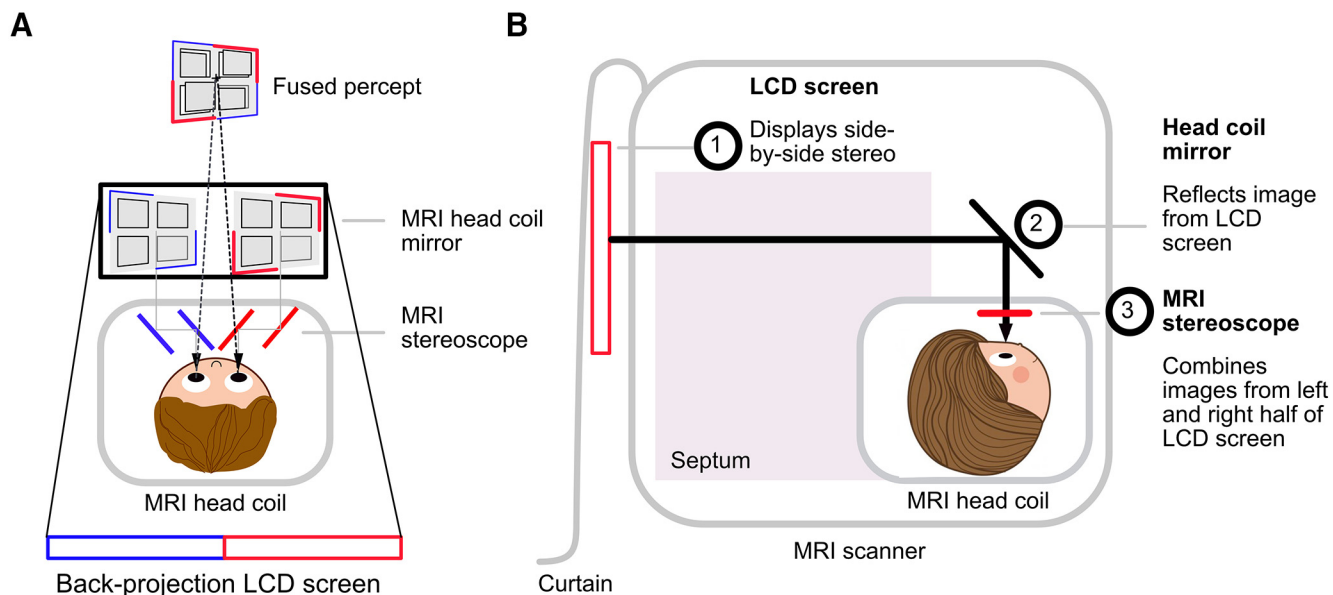 A
Fused percept
MRI head coil
mirror
MRI
stereoscope
MRI head coil
Back-projection LCD screen
B
LCD screen
1
Displays side-
by-side stereo
2
Head coil
mirror
Reflects image
from LCD
screen
3
MRI
stereoscope
Combines
images from left
and right half of
LCD screen
Septum
MRI head coil
MRI scanner
Curtain